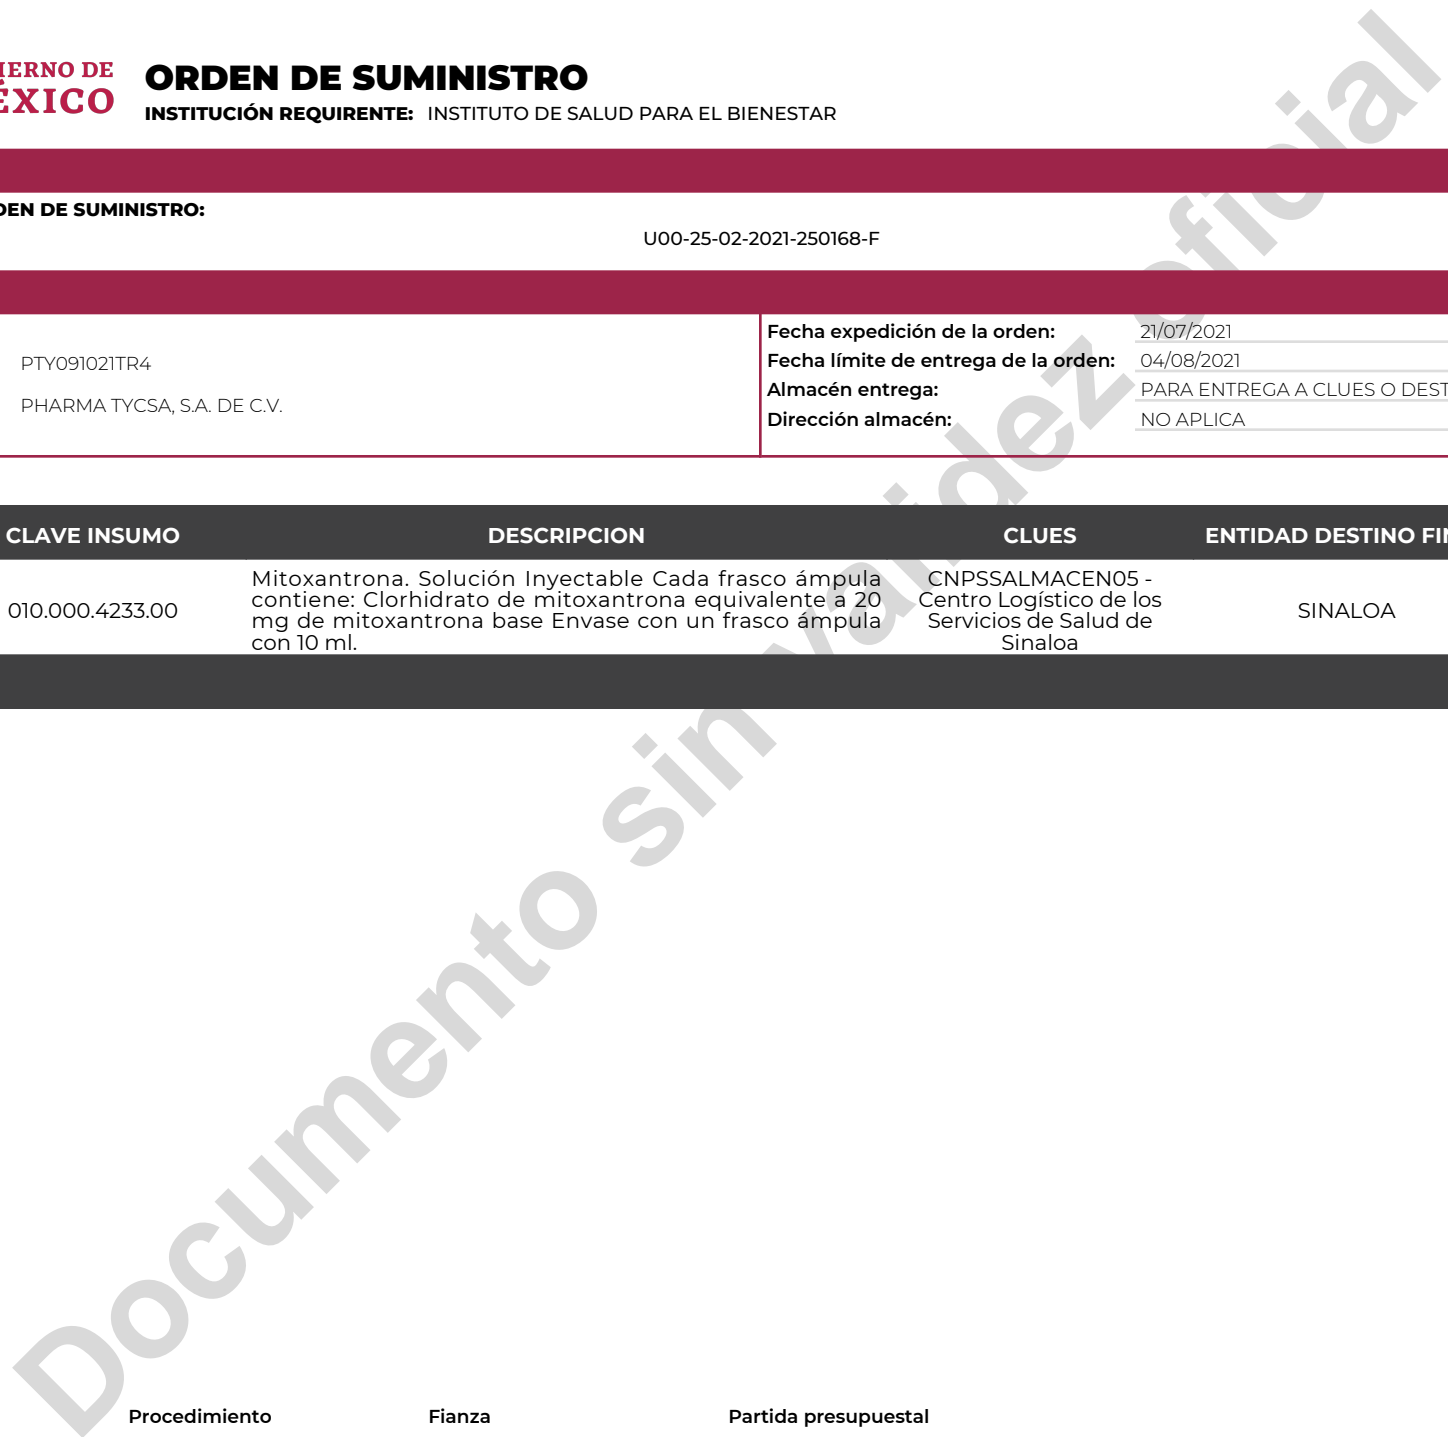 IERNO DE
ÉXICO
ORDEN DE SUMINISTRO
INSTITUCIÓN REQUIRENTE: INSTITUTO DE SALUD PARA EL BIENESTAR
DEN DE SUMINISTRO:
U00-25-02-2021-250168-F
PTY091021TR4
PHARMA TYCSA, S.A. DE C.V.
Fecha expedición de la orden: 21/07/2021
Fecha límite de entrega de la orden: 04/08/2021
Almacén entrega: PARA ENTREGA A CLUES O DEST
Dirección almacén: NO APLICA
CLAVE INSUMO DESCRIPCION CLUES ENTIDAD DESTINO FIN
010.000.4233.00
Mitoxantrona. Solución Inyectable Cada frasco ámpula
contiene: Clorhidrato de mitoxantrona equivalente a 20
mg de mitoxantrona base Envase con un frasco ámpula
con 10 ml.
CNPSSALMACEN05 -
Centro Logístico de los
Servicios de Salud de
Sinaloa
SINALOA
Documento sin validez oficial
Procedimiento Fianza Partida presupuestal